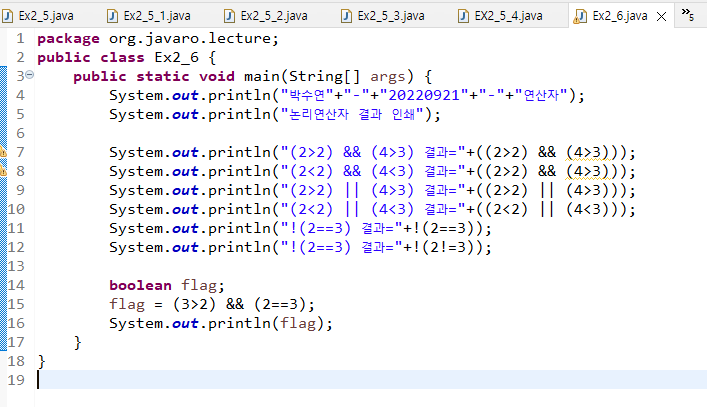 Ex2_5.java Ex2_5_1.java Ex2_5_2.java Ex2_5_3.java EX2_5_4.java Ex2_6.java »5
1 package org.javaro.lecture;
2 public class Ex2_6 {
3 public static void main(String[] args) {
4 System.out.println("박수연"+"-"+"20220921"+"-"+"연산자");
5 System.out.println("논리연산자 결과 인쇄");
6
7 System.out.println("(2>2) && (4>3) 결과="+((2>2) && (4>3)));
8 System.out.println("(2<2) && (4<3) 결과="+((2>2) && (4>3)));
9 System.out.println("(2>2) || (4>3) 결과="+((2>2) || (4>3)));
10 System.out.println("(2<2) || (4<3) 결과="+((2<2) || (4<3)));
11 System.out.println("!(2==3) 결과="+!(2==3));
12 System.out.println("!(2==3) 결과="+!(2!=3));
13
14 boolean flag;
15 flag = (3>2) && (2==3);
16 System.out.println(flag);
17 }
18 }
19